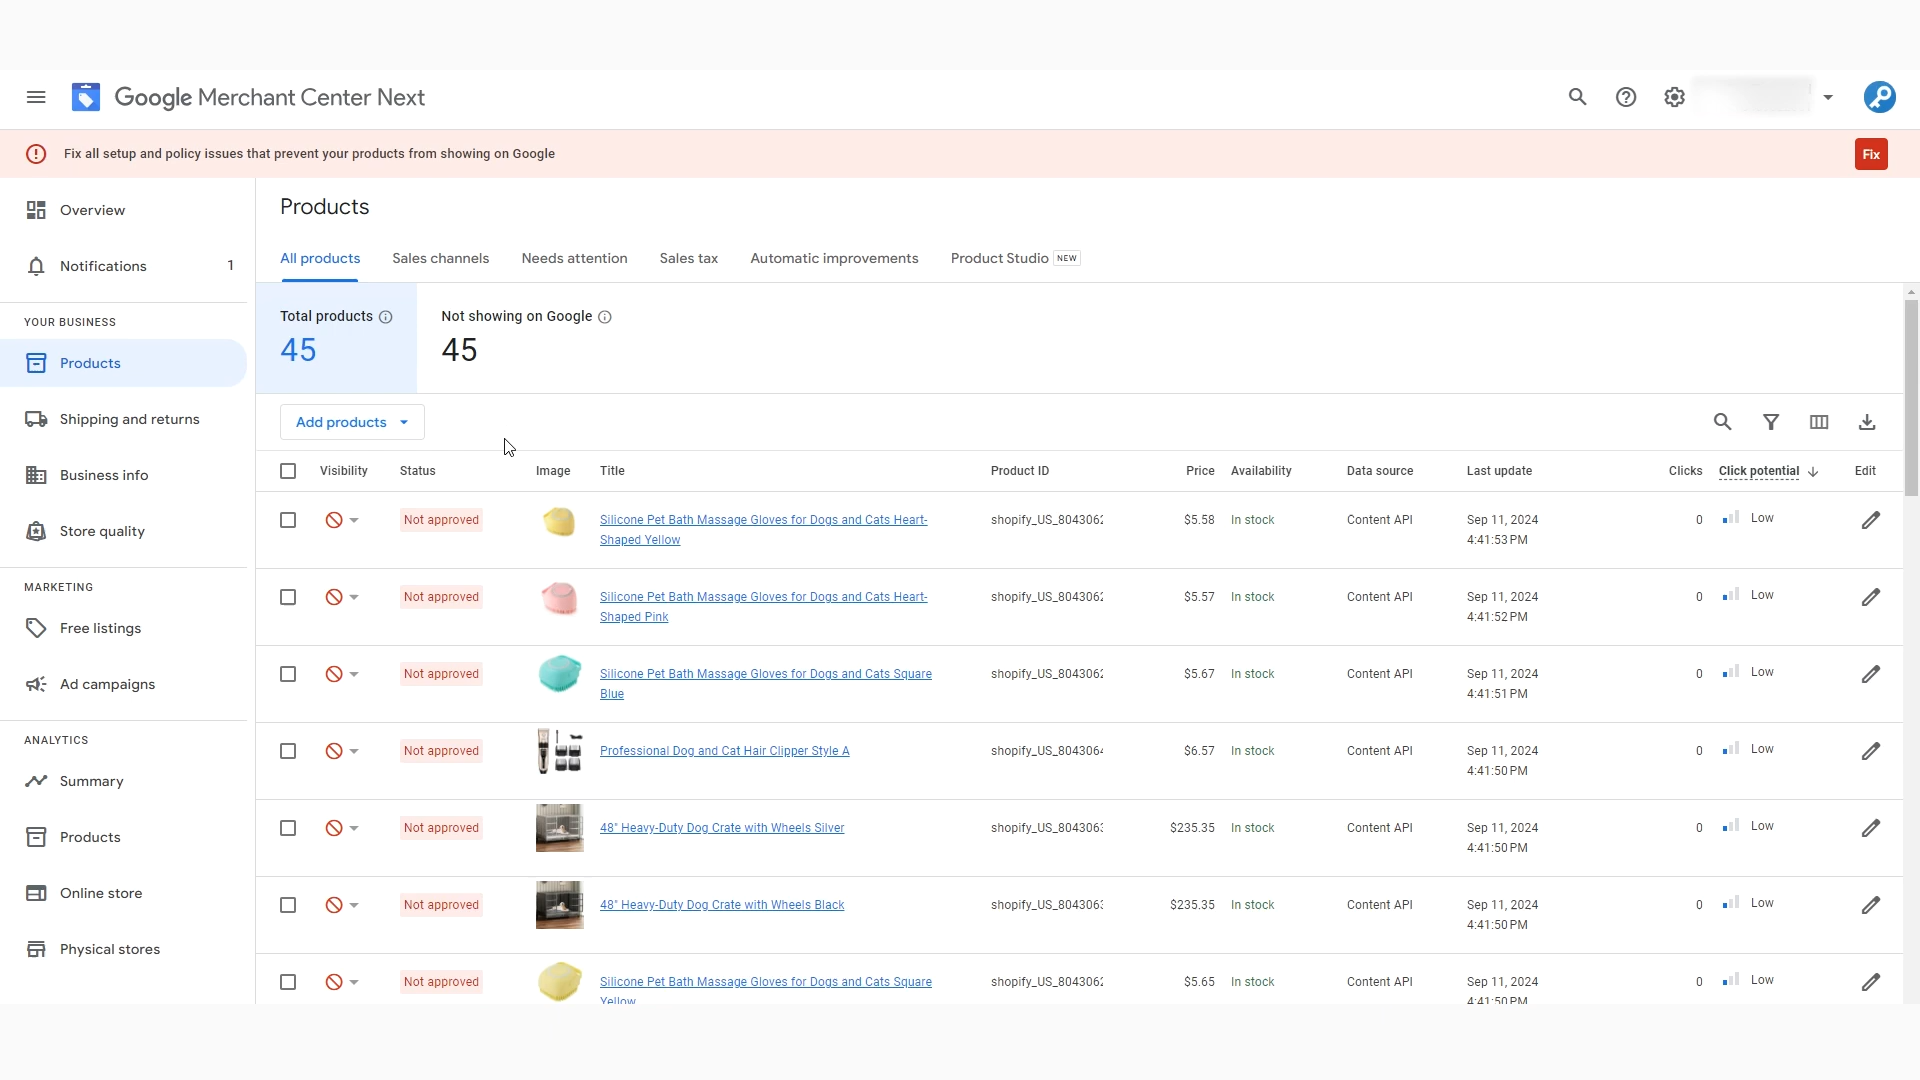 Google Merchant Center Next
Fix all setup and policy issues that prevent your products from showing on Google
Fix
Overview
Notifications 1
YOUR BUSINESS
Products
Shipping and returns
Business info
Store quality
MARKETING
Free listings
Ad campaigns
ANALYTICS
Summary
Products
Online store
Physical stores
Products
All products Sales channels Needs attention Sales tax Automatic improvements Product Studio NEW
Total products Not showing on Google
45 45
Add products
Visibility Status Image Title Product ID Price Availability Data source Last update Clicks Click potential Edit
Not approved Silicone Pet Bath Massage Gloves for Dogs and Cats Heart- shopify_US_8043062 $5.58 In stock Content API Sep 11, 2024 0 Low
Shaped Yellow 4:41:53 PM
Not approved Silicone Pet Bath Massage Gloves for Dogs and Cats Heart- shopify_US_8043062 $5.57 In stock Content API Sep 11, 2024 0 Low
Shaped Pink 4:41:52 PM
Not approved Silicone Pet Bath Massage Gloves for Dogs and Cats Square shopify_US_8043062 $5.67 In stock Content API Sep 11, 2024 0 Low
Blue 4:41:51 PM
Not approved Professional Dog and Cat Hair Clipper Style A shopify_US_804306 $6.57 In stock Content API Sep 11, 2024 0 Low
4:41:50 PM
Not approved 48" Heavy-Duty Dog Crate with Wheels Silver shopify_US_804306 $235.35 In stock Content API Sep 11, 2024 0 Low
4:41:50 PM
Not approved 48" Heavy-Duty Dog Crate with Wheels Black shopify_US_804306 $235.35 In stock Content API Sep 11, 2024 0 Low
4:41:50 PM
Not approved Silicone Pet Bath Massage Gloves for Dogs and Cats Square shopify_US_8043062 $5.65 In stock Content API Sep 11, 2024 0 Low
Yellow 4:41:50 PM